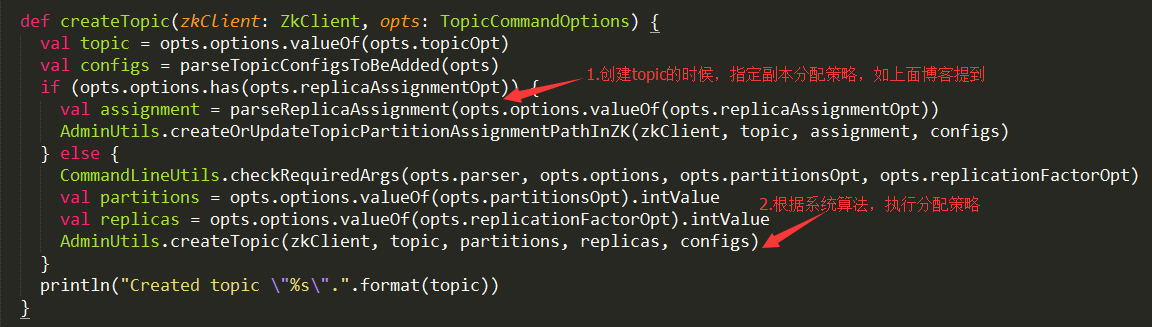 def createTopic(zkClient: ZkClient, opts: TopicCommandOptions) {
val topic = opts.options.valueOf(opts.topicOpt)
val configs = parseTopicConfigsToBeAdded(opts)
if (opts.options.has(opts.replicaAssignmentOpt)) {
1.创建topic的时候，指定副本分配策略，如上面博客提到
val assignment = parseReplicaAssignment(opts.options.valueOf(opts.replicaAssignmentOpt))
AdminUtils.createOrUpdateTopicPartitionAssignmentPathInZK(zkClient, topic, assignment, configs)
} else {
CommandLineUtils.checkRequiredArgs(opts.parser, opts.options, opts.partitionsOpt, opts.replicationFactorOpt)
val partitions = opts.options.valueOf(opts.partitionsOpt).intValue
val replicas = opts.options.valueOf(opts.replicationFactorOpt).intValue
2.根据系统算法，执行分配策略
AdminUtils.createTopic(zkClient, topic, partitions, replicas, configs)
}
println("Created topic \"%s\".".format(topic))
}